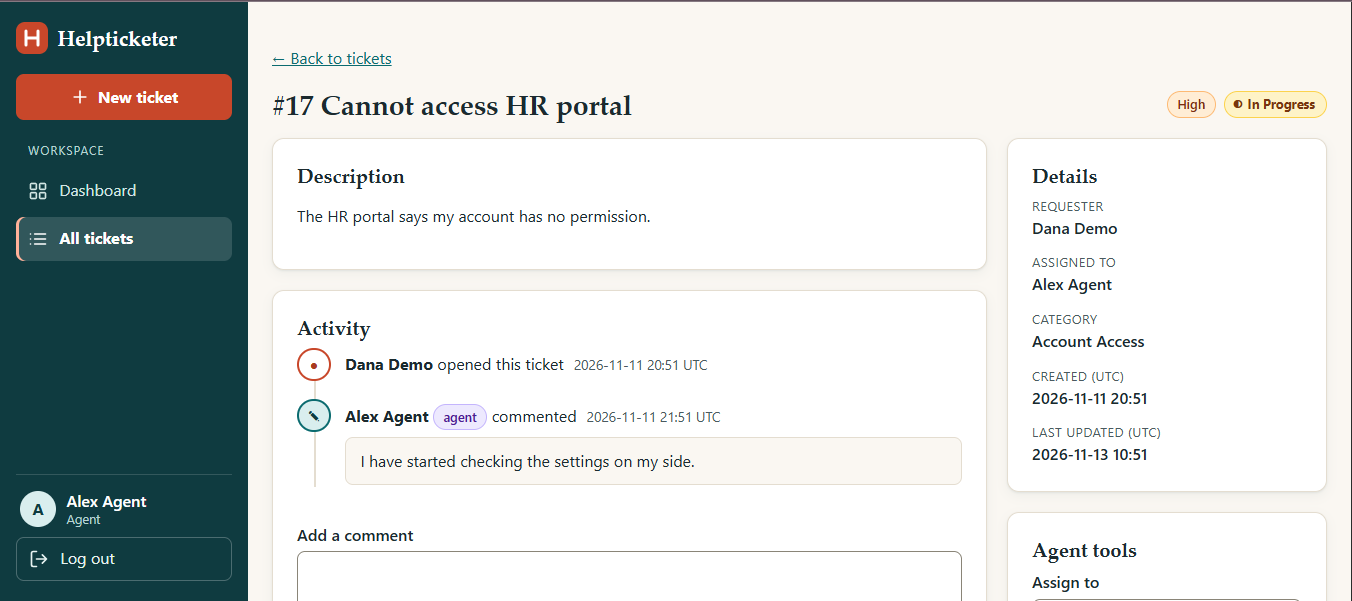 H Helpticketer
+ New ticket
WORKSPACE
Dashboard
All tickets
A
Alex Agent
Agent
Log out
← Back to tickets
#17 Cannot access HR portal
High
In Progress
Description
The HR portal says my account has no permission.
Activity
Dana Demo opened this ticket 2026-11-11 20:51 UTC
Alex Agent agent commented 2026-11-11 21:51 UTC
I have started checking the settings on my side.
Add a comment
Details
REQUESTER
Dana Demo
ASSIGNED TO
Alex Agent
CATEGORY
Account Access
CREATED (UTC)
2026-11-11 20:51
LAST UPDATED (UTC)
2026-11-13 10:51
Agent tools
Assign to